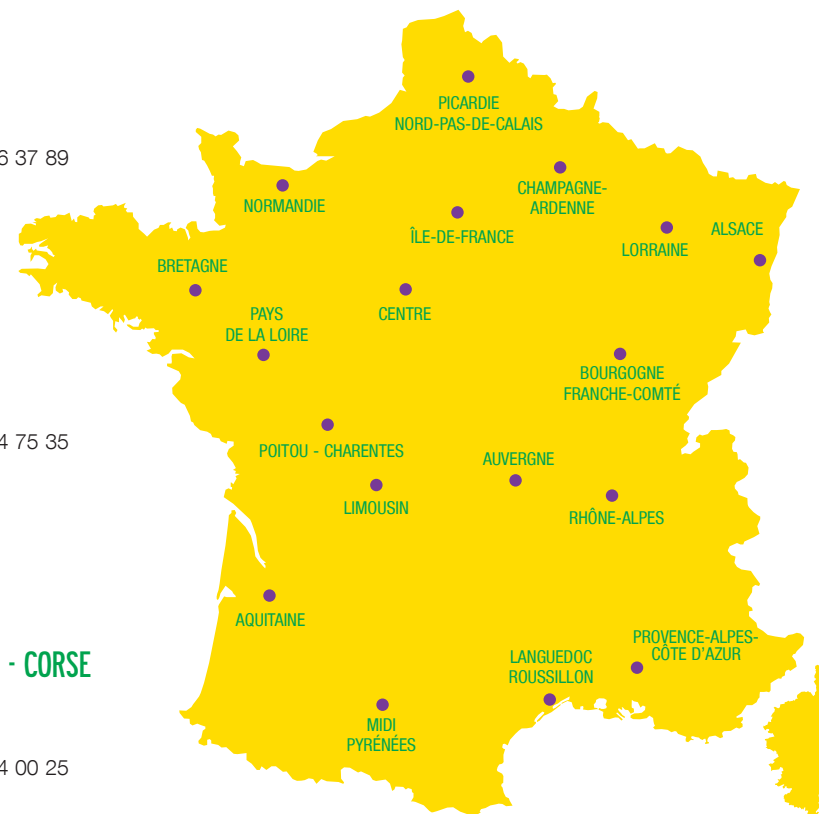 6 37 89
4 75 35
- CORSE
4 00 25
PICARDIE
NORD-PAS-DE-CALAIS
NORMANDIE
CHAMPAGNE-
ARDENNE
ÎLE-DE-FRANCE
LORRAINE
ALSACE
BRETAGNE
PAYS
DE LA LOIRE
CENTRE
BOURGOGNE
FRANCHE-COMTÉ
POITOU - CHARENTES
AUVERGNE
LIMOUSIN
RHÔNE-ALPES
AQUITAINE
LANGUEDOC
ROUSSILLON
PROVENCE-ALPES-
CÔTE D'AZUR
MIDI
PYRÉNÉES